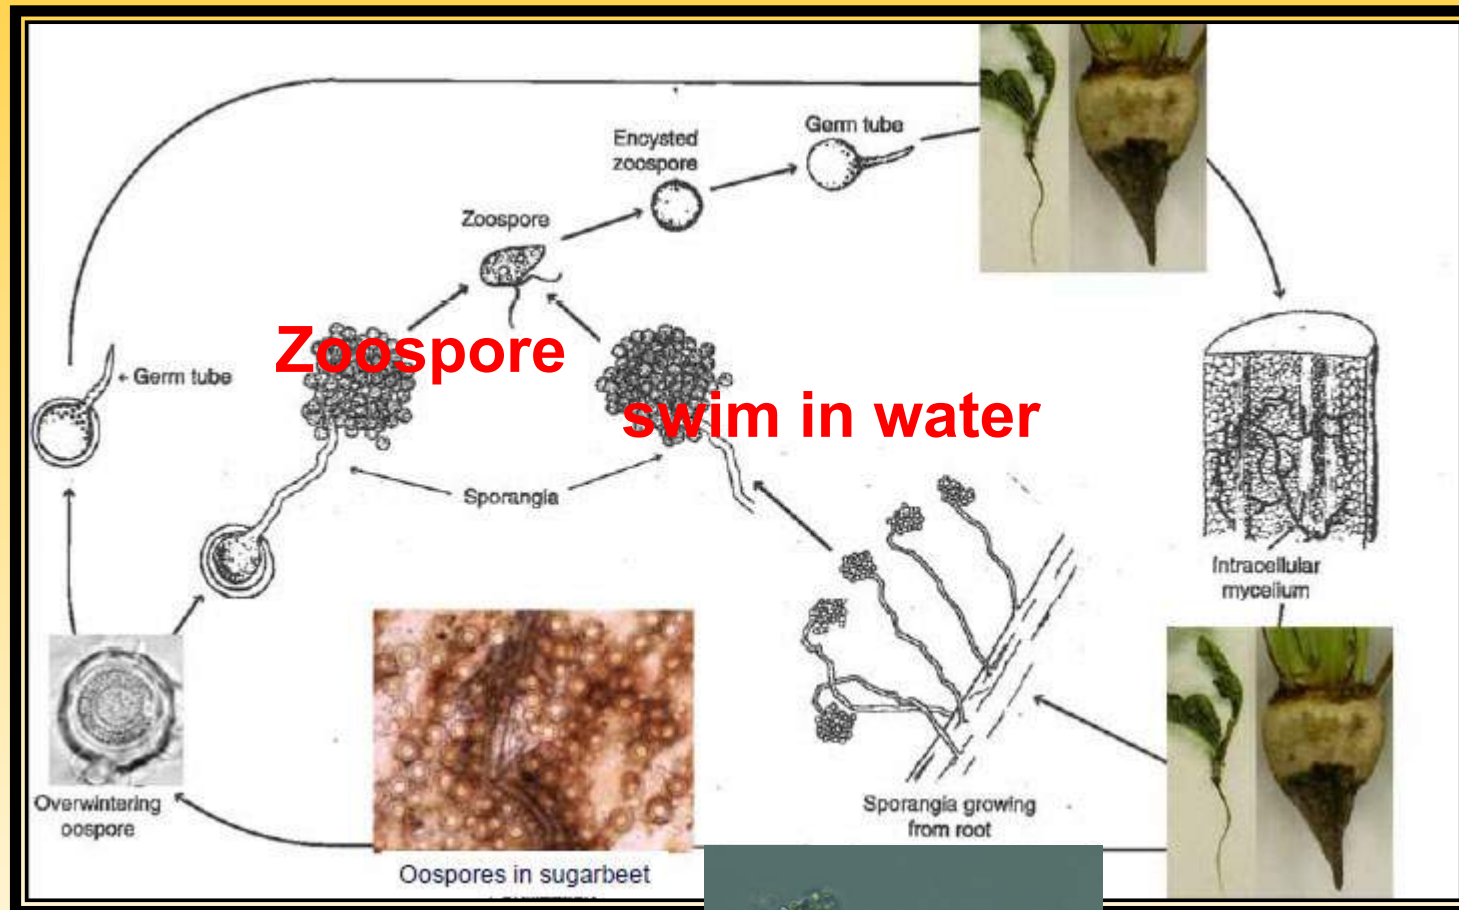 Encysted
zoospore
Germ tube
Zoospore
Zoospore
← Germ tube
swim in water
Sporangia
Intracellular
mycelium
Overwintering
oospore
Sporangia growing
from root
Oospores in sugarbeet